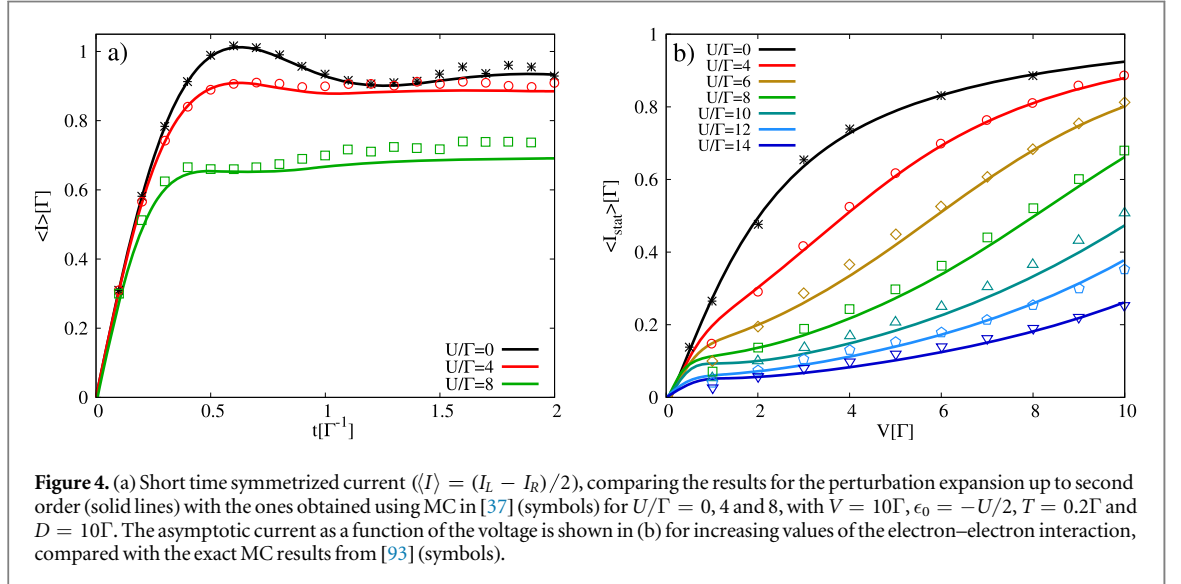 a)
<I>[Γ]
1
0.8
0.6
0.4
0.2
0
0
0.5
1
1.5
2
t[Γ⁻¹]
U/Γ=0
U/Γ=4
U/Γ=8
b)
<I_stat>[Γ]
1
0.8
0.6
0.4
0.2
0
0
2
4
6
8
10
V[Γ]
U/Γ=0
U/Γ=4
U/Γ=6
U/Γ=8
U/Γ=10
U/Γ=12
U/Γ=14
Figure 4. (a) Short time symmetrized current (⟨I⟩ = (I_L − I_R)/2), comparing the results for the perturbation expansion up to second
order (solid lines) with the ones obtained using MC in [37] (symbols) for U/Γ = 0, 4 and 8, with V = 10Γ, ϵ₀ = −U/2, T = 0.2Γ and
D = 10Γ. The asymptotic current as a function of the voltage is shown in (b) for increasing values of the electron–electron interaction,
compared with the exact MC results from [93] (symbols).